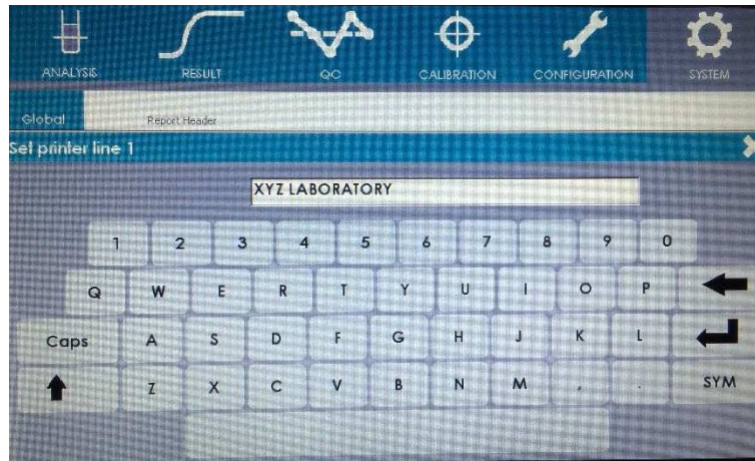 ANALYSIS RESULT QC CALIBRATION CONFIGURATION SYSTEM
Global Report Header
Set printer line 1
XYZ LABORATORY
1 2 3 4 5 6 7 8 9 0
Q W E R T Y U I O P
Caps A S D F G H J K L
Z X C V B N M , . SYM